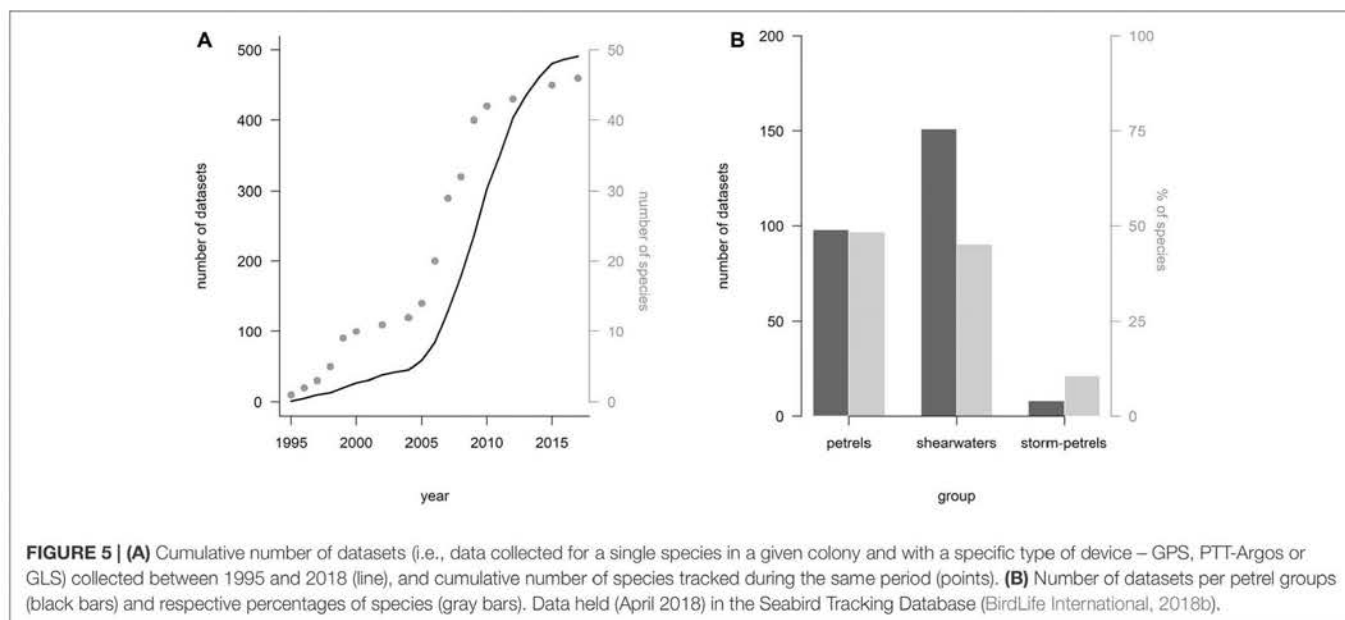 A
500
400
300
200
100
0
number of datasets
50
40
30
20
10
0
number of species
1995
2000
2005
2010
2015
year
B
200
150
100
50
0
number of datasets
100
75
50
25
0
% of species
petrels
shearwaters
storm-petrels
group
FIGURE 5 | (A) Cumulative number of datasets (i.e., data collected for a single species in a given colony and with a specific type of device – GPS, PTT-Argos or
GLS) collected between 1995 and 2018 (line), and cumulative number of species tracked during the same period (points). (B) Number of datasets per petrel groups
(black bars) and respective percentages of species (gray bars). Data held (April 2018) in the Seabird Tracking Database (BirdLife International, 2018b).